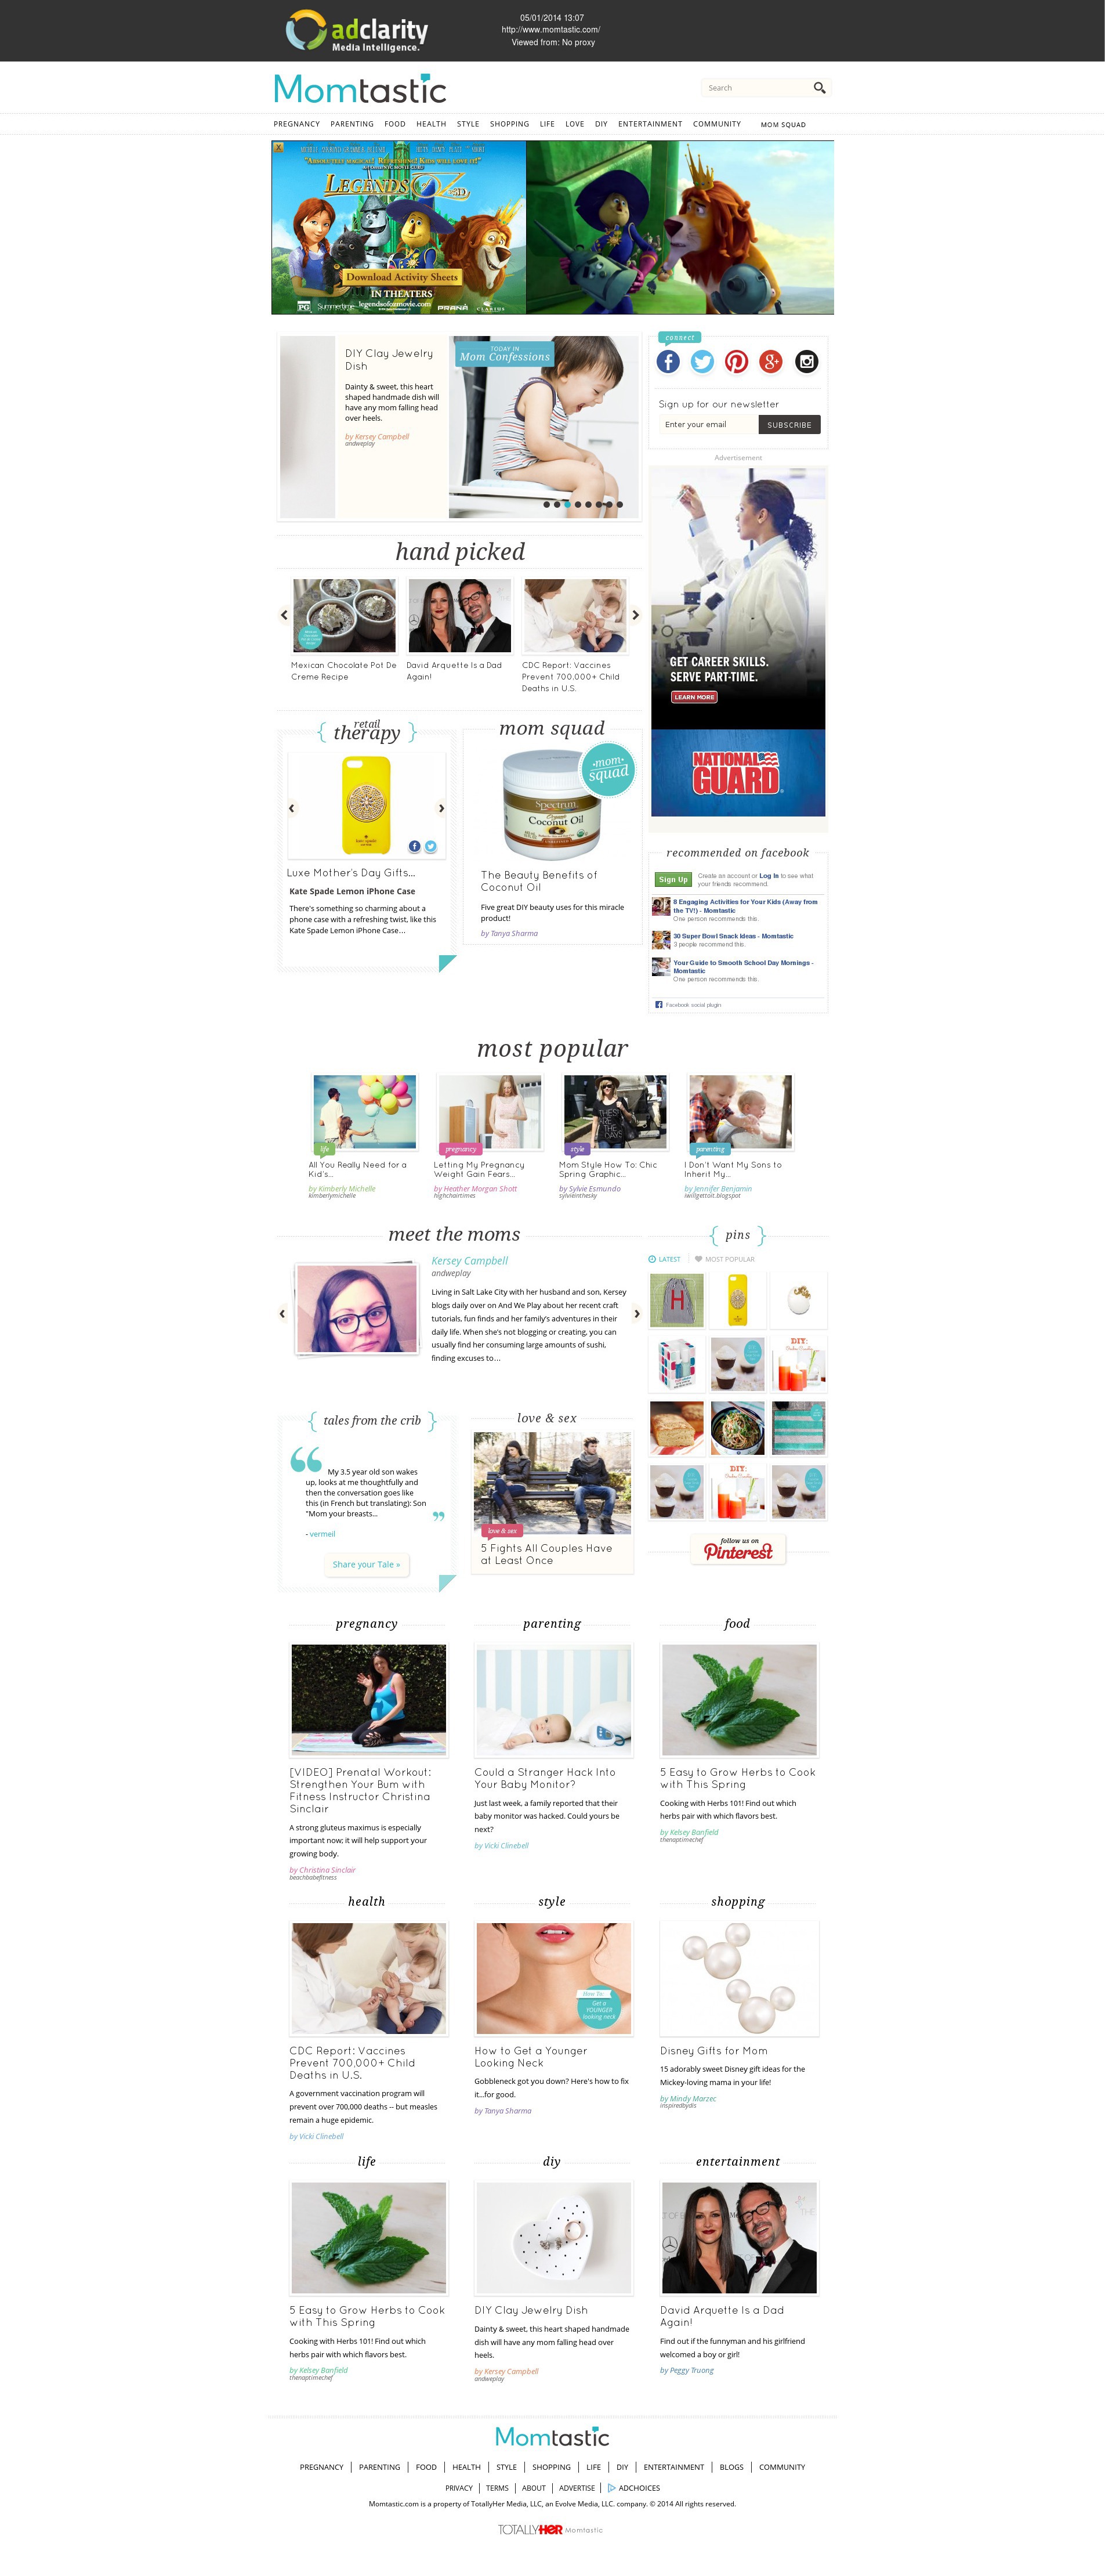 adclarity
Media Intelligence.
05/01/2014 13:07
http://www.momtastic.com/
Viewed from: No proxy
Momtastic
Search
PREGNANCY PARENTING FOOD HEALTH STYLE SHOPPING LIFE LOVE DIY ENTERTAINMENT COMMUNITY MOM SQUAD
X
LEGENDS OZ 3D
Download Activity Sheets
IN THEATERS
PG Summertime legendsofozmovie.com PRANA CLARIUS
DIY Clay Jewelry
Dish
Dainty & sweet, this heart
shaped handmade dish will
have any mom falling head
over heels.
by Kersey Campbell
andweplay
TODAY IN
Mom Confessions
connect
Sign up for our newsletter
Enter your email
SUBSCRIBE
Advertisement
GET CAREER SKILLS.
SERVE PART-TIME.
LEARN MORE
NATIONAL
GUARD
hand picked
Mexican Chocolate Pot De
Creme Recipe
David Arquette Is a Dad
Again!
CDC Report: Vaccines
Prevent 700,000+ Child
Deaths in U.S.
retail
therapy
Luxe Mother's Day Gifts...
Kate Spade Lemon iPhone Case
There's something so charming about a
phone case with a refreshing twist, like this
Kate Spade Lemon iPhone Case...
mom squad
mom
squad
Spectrum
Organic
Coconut Oil
The Beauty Benefits of
Coconut Oil
Five great DIY beauty uses for this miracle
product!
by Tanya Sharma
recommended on facebook
Sign Up
Create an account or Log In to see what
your friends recommend.
8 Engaging Activities for Your Kids (Away from
the TV!) - Momtastic
One person recommends this.
30 Super Bowl Snack Ideas - Momtastic
3 people recommend this.
Your Guide to Smooth School Day Mornings -
Momtastic
One person recommends this.
Facebook social plugin
most popular
life
All You Really Need for a
Kid's...
by Kimberly Michelle
kimberlymichelle
pregnancy
Letting My Pregnancy
Weight Gain Fears...
by Heather Morgan Shott
highchairtimes
style
Mom Style How To: Chic
Spring Graphic...
by Sylvie Esmundo
sylvieinthesky
parenting
I Don't Want My Sons to
Inherit My...
by Jennifer Benjamin
iwillgettoit.blogspot
meet the moms
Kersey Campbell
andweplay
Living in Salt Lake City with her husband and son, Kersey
blogs daily over on And We Play about her recent craft
tutorials, fun finds and her family's adventures in their
daily life. When she's not blogging or creating, you can
usually find her consuming large amounts of sushi,
finding excuses to...
pins
LATEST
MOST POPULAR
H
DIY:
DIY:
follow us on
Pinterest
tales from the crib
My 3.5 year old son wakes
up, looks at me thoughtfully and
then the conversation goes like
this (in French but translating): Son
"Mom your breasts...
- vermeil
Share your Tale »
love & sex
love & sex
5 Fights All Couples Have
at Least Once
pregnancy
[VIDEO] Prenatal Workout:
Strengthen Your Bum with
Fitness Instructor Christina
Sinclair
A strong gluteus maximus is especially
important now; it will help support your
growing body.
by Christina Sinclair
beachbabefitness
parenting
Could a Stranger Hack Into
Your Baby Monitor?
Just last week, a family reported that their
baby monitor was hacked. Could yours be
next?
by Vicki Clinebell
food
5 Easy to Grow Herbs to Cook
with This Spring
Cooking with Herbs 101! Find out which
herbs pair with which flavors best.
by Kelsey Banfield
thenaptimechef
health
CDC Report: Vaccines
Prevent 700,000+ Child
Deaths in U.S.
A government vaccination program will
prevent over 700,000 deaths -- but measles
remain a huge epidemic.
by Vicki Clinebell
style
How To:
Get a
YOUNGER
looking neck
How to Get a Younger
Looking Neck
Gobbleneck got you down? Here's how to fix
it...for good.
by Tanya Sharma
shopping
Disney Gifts for Mom
15 adorably sweet Disney gift ideas for the
Mickey-loving mama in your life!
by Mindy Marzec
inspiredbydis
life
5 Easy to Grow Herbs to Cook
with This Spring
Cooking with Herbs 101! Find out which
herbs pair with which flavors best.
by Kelsey Banfield
thenaptimechef
diy
DIY Clay Jewelry Dish
Dainty & sweet, this heart shaped handmade
dish will have any mom falling head over
heels.
by Kersey Campbell
andweplay
entertainment
David Arquette Is a Dad
Again!
Find out if the funnyman and his girlfriend
welcomed a boy or girl!
by Peggy Truong
Momtastic
PREGNANCY PARENTING FOOD HEALTH STYLE SHOPPING LIFE DIY ENTERTAINMENT BLOGS COMMUNITY
PRIVACY TERMS ABOUT ADVERTISE ADCHOICES
Momtastic.com is a property of TotallyHer Media, LLC, an Evolve Media, LLC. company. © 2014 All rights reserved.
TOTALLYHER Momtastic